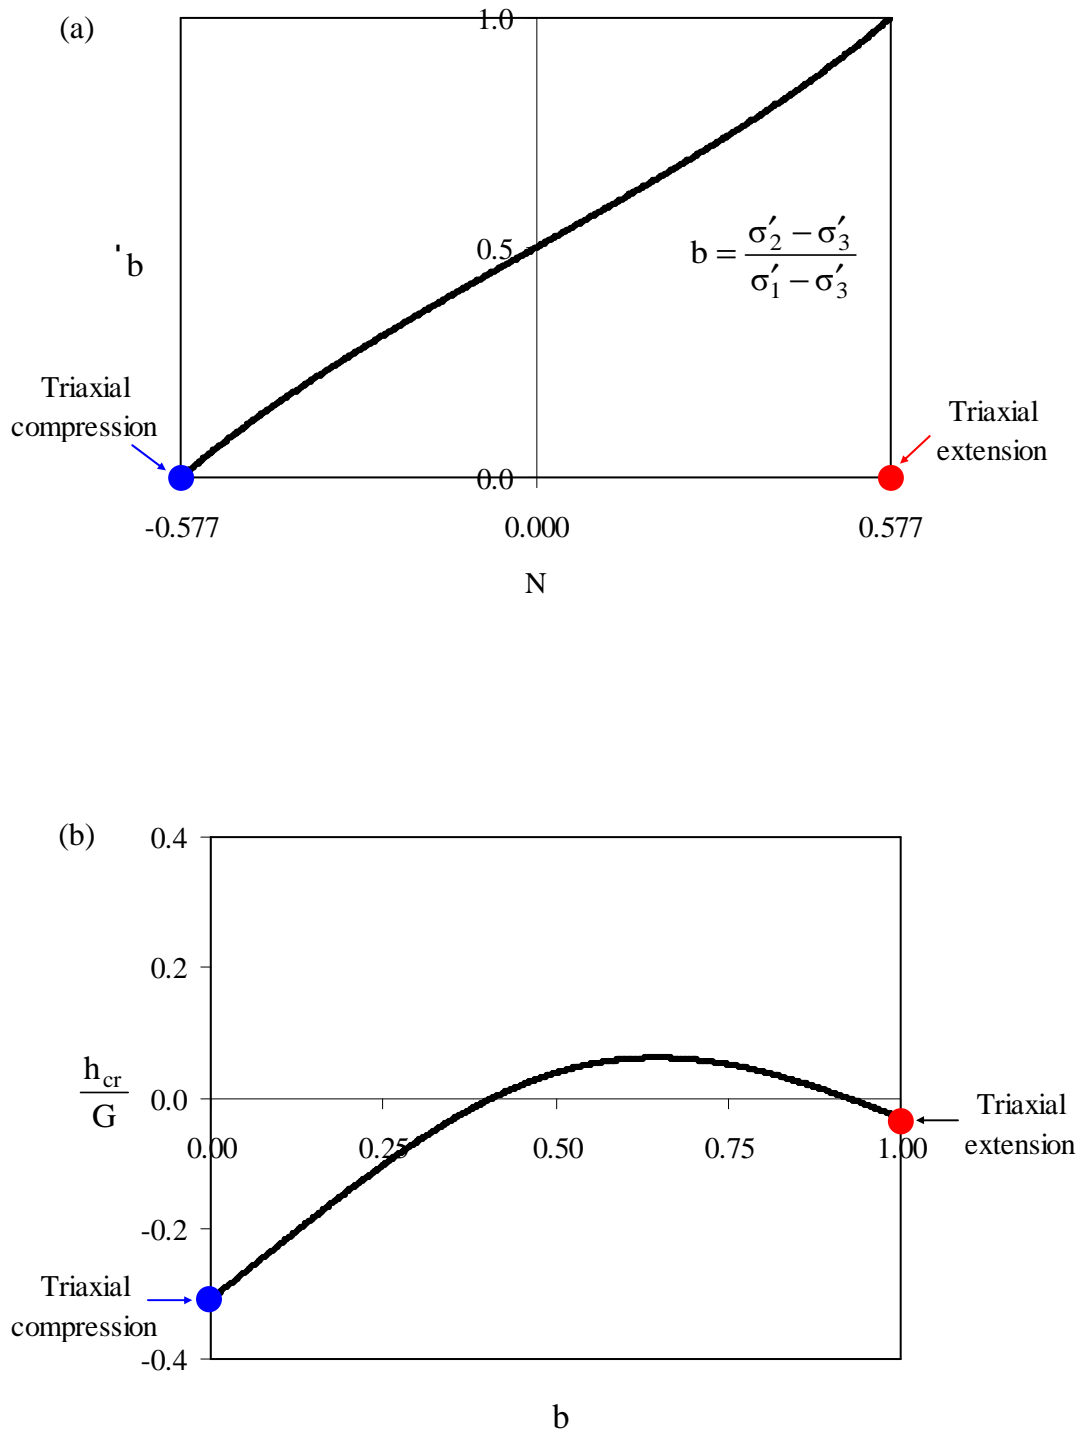 (a)
1.0
0.5
b = σ′2 − σ′3 / σ′1 − σ′3
'b
Triaxial
compression
Triaxial
extension
0.0
-0.577 0.000 0.577
N
(b)
0.4
0.2
hcr
G
0.0
Triaxial
extension
0.00 0.25 0.50 0.75 1.00
-0.2
Triaxial
compression
-0.4
b